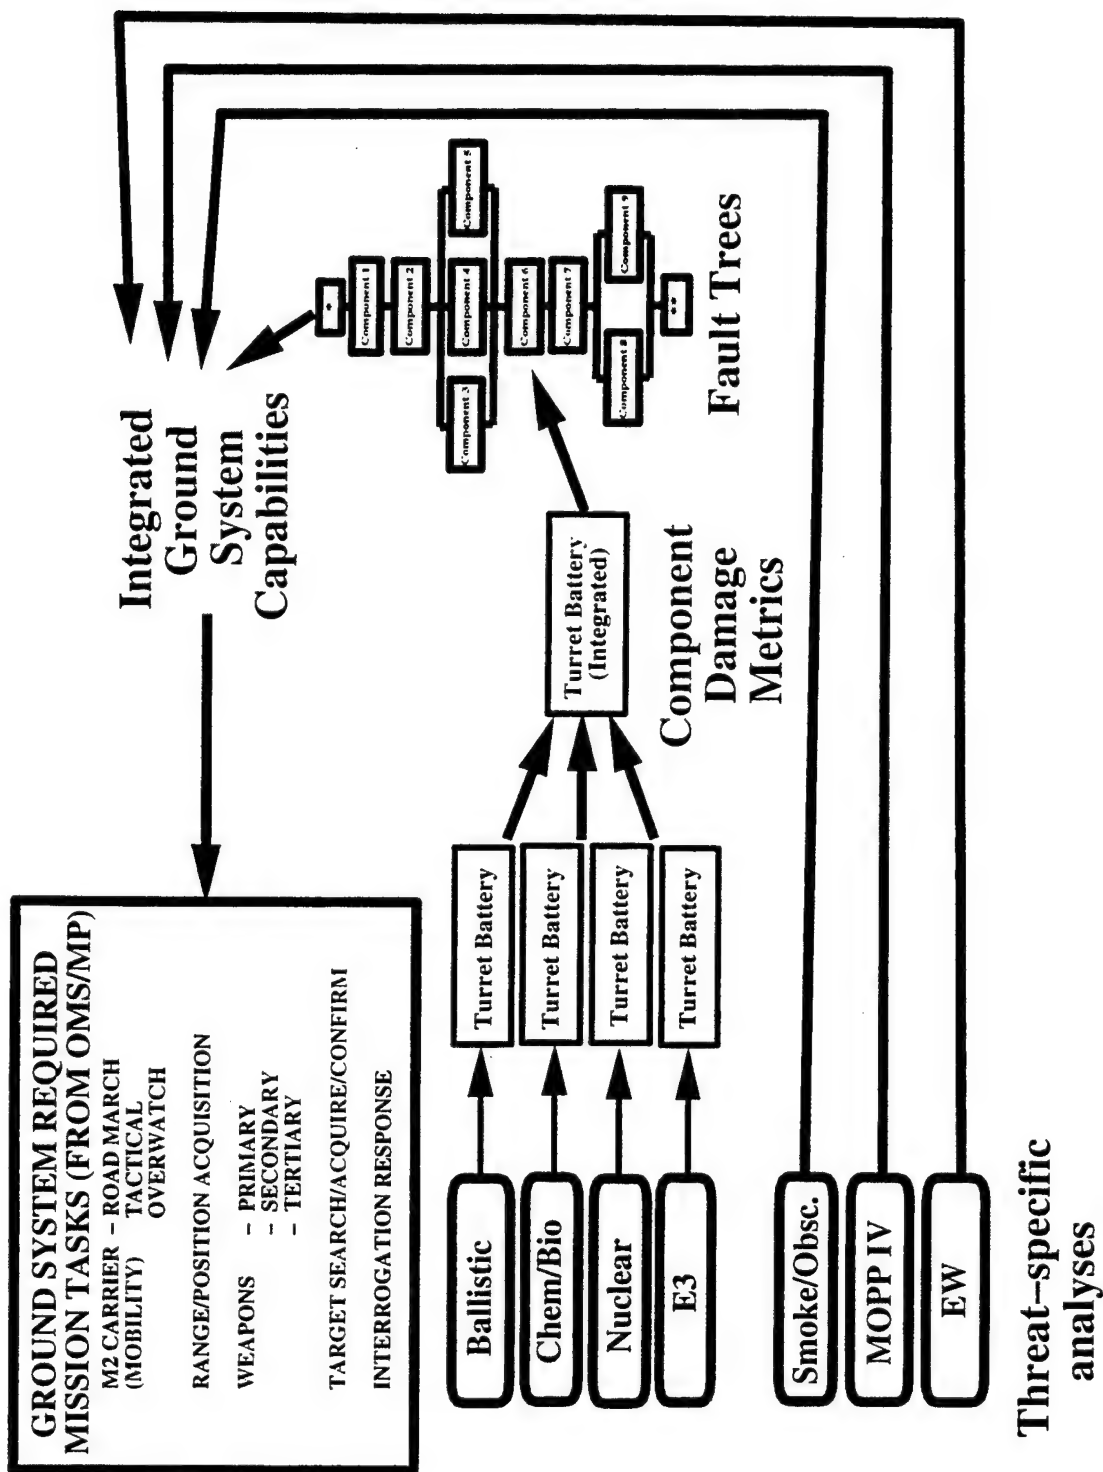 GROUND SYSTEM REQUIRED
MISSION TASKS (FROM OMS/MP)
M2 CARRIER – ROAD MARCH
(MOBILITY) TACTICAL
OVERWATCH
RANGE/POSITION ACQUISITION
WEAPONS – PRIMARY
– SECONDARY
– TERTIARY
TARGET SEARCH/ACQUIRE/CONFIRM
INTERROGATION RESPONSE
Integrated
Ground
System
Capabilities
Ballistic
Turret Battery
Chem/Bio
Turret Battery
Nuclear
Turret Battery
E3
Turret Battery
Turret Battery
(Integrated)
Component
Damage
Metrics
*
Component 1
Component 2
Component 3
Component 4
Component 5
Component 6
Component 7
Component 8
Component 9
**
Fault Trees
Smoke/Obsc.
MOPP IV
EW
Threat–specific
analyses